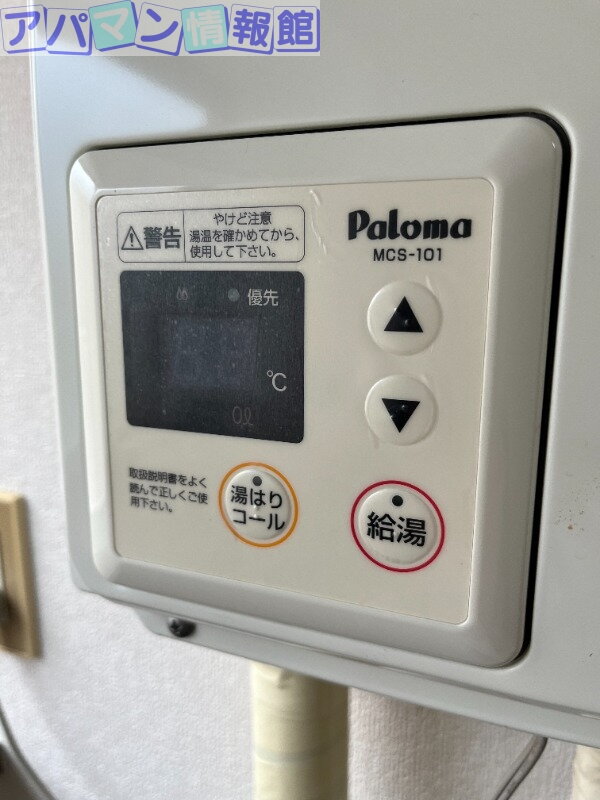 アパマン情報館
警告
やけど注意
湯温を確かめてから、
使用して下さい。
Paloma
MCS-101
優先
℃
取扱説明書をよく
読んで正しくご使
用下さい。
湯はり
コール
給湯